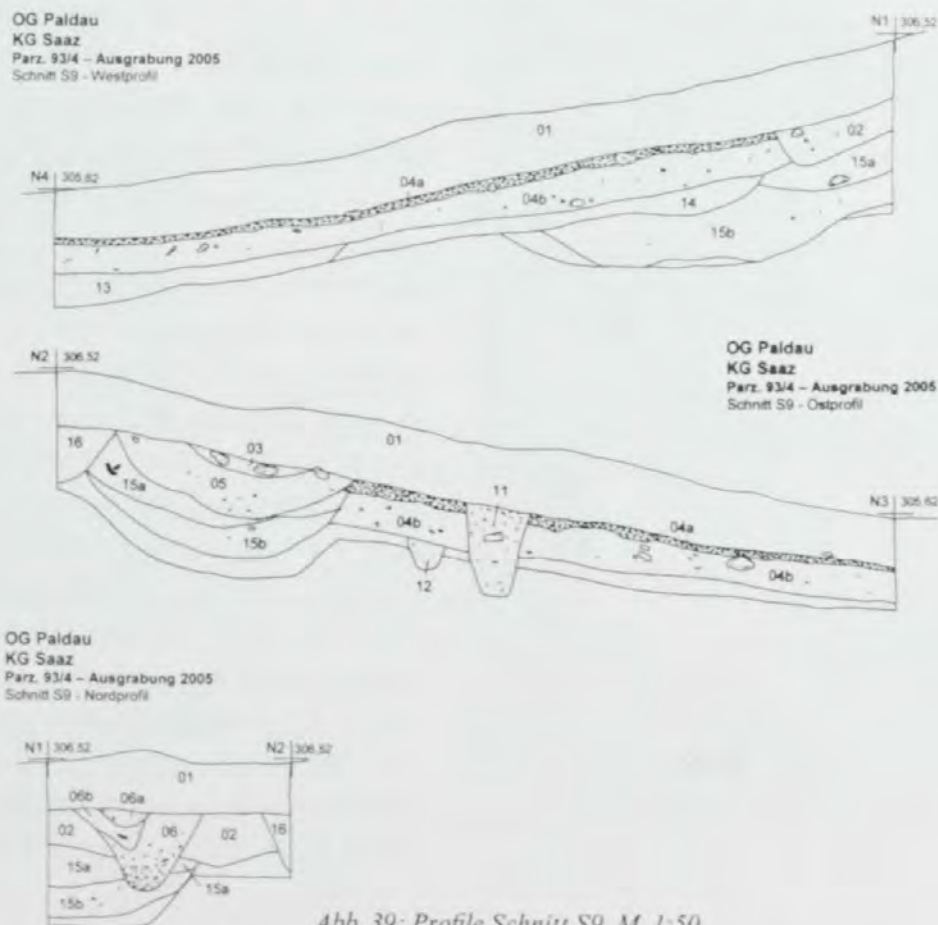 OG Paldau
KG Saaz
Parz. 93/4 – Ausgrabung 2005
Schnitt S9 - Westprofil
N1 306,52
01
02
15a
N4 305,62
04a
04b
14
15b
13
N2 306,52
OG Paldau
KG Saaz
Parz. 93/4 – Ausgrabung 2005
Schnitt S9 - Ostprofil
16
6
03
01
15a
05
11
N3 305,62
04a
04b
15b
04b
12
OG Paldau
KG Saaz
Parz. 93/4 – Ausgrabung 2005
Schnitt S9 - Nordprofil
N1 306,52
N2 306,52
01
06b
06a
02
06
02
16
15a
15a
15b
Abb. 39: Profile Schnitt S9, M. 1:50